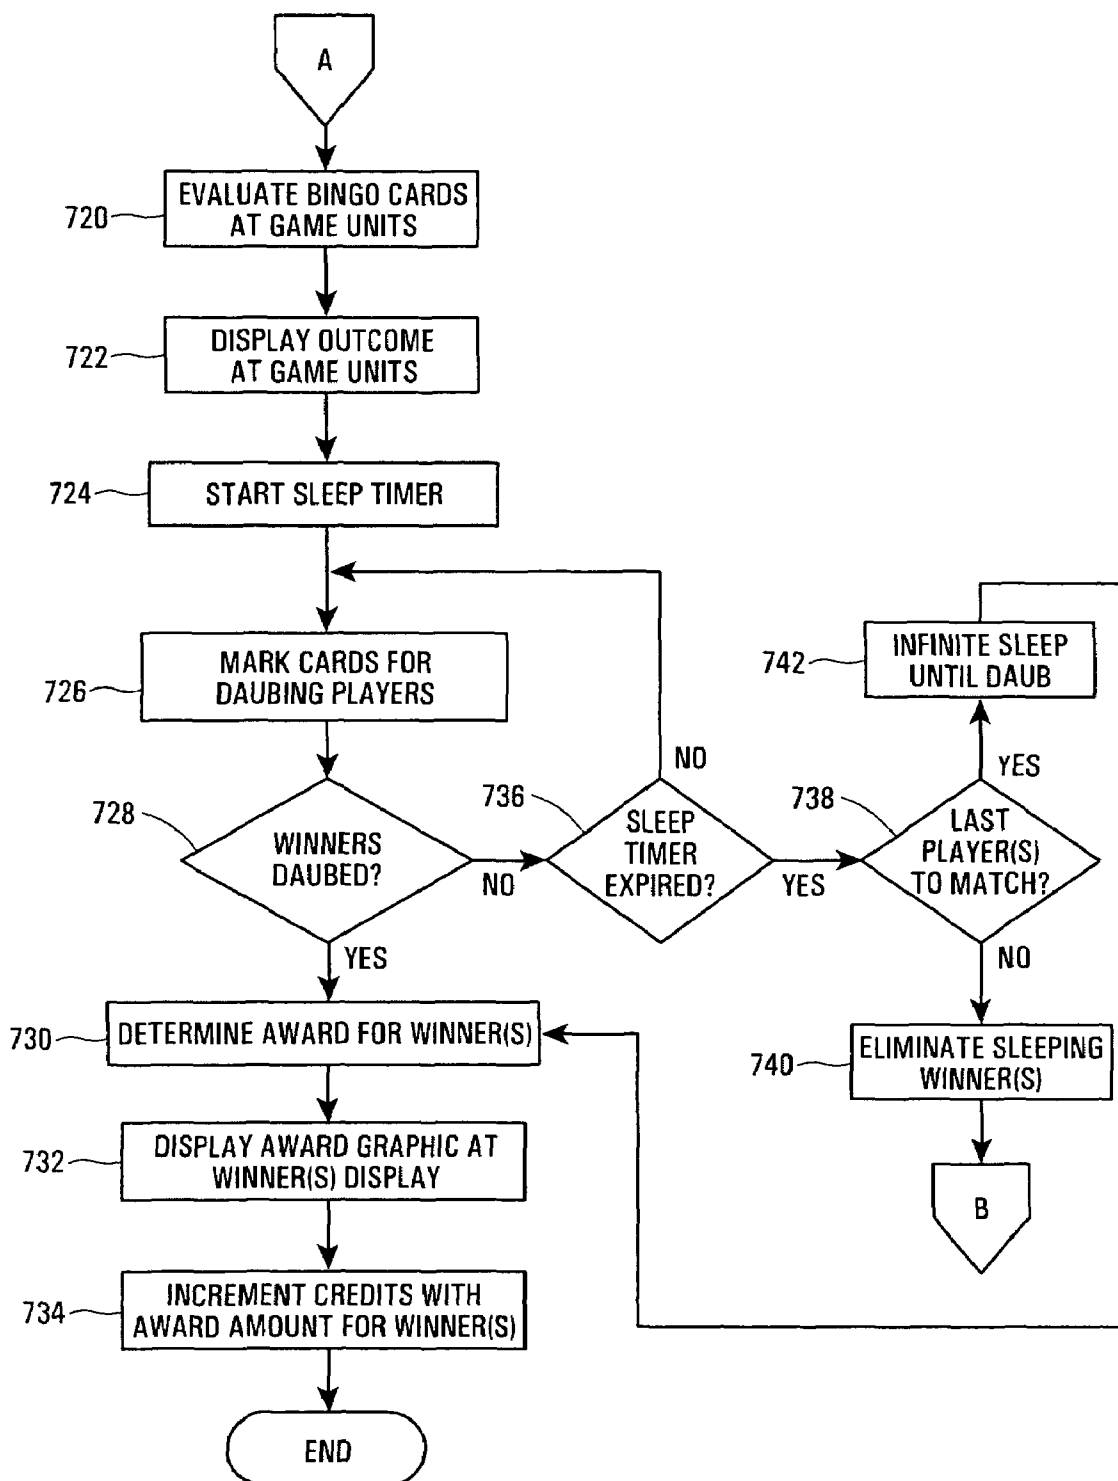 A
720
EVALUATE BINGO CARDS
AT GAME UNITS
722
DISPLAY OUTCOME
AT GAME UNITS
724
START SLEEP TIMER
726
MARK CARDS FOR
DAUBING PLAYERS
728
WINNERS
DAUBED?
NO
YES
736
SLEEP
TIMER
EXPIRED?
NO
YES
738
LAST
PLAYER(S)
TO MATCH?
YES
NO
742
INFINITE SLEEP
UNTIL DAUB
740
ELIMINATE SLEEPING
WINNER(S)
B
730
DETERMINE AWARD FOR WINNER(S)
732
DISPLAY AWARD GRAPHIC AT
WINNER(S) DISPLAY
734
INCREMENT CREDITS WITH
AWARD AMOUNT FOR WINNER(S)
END